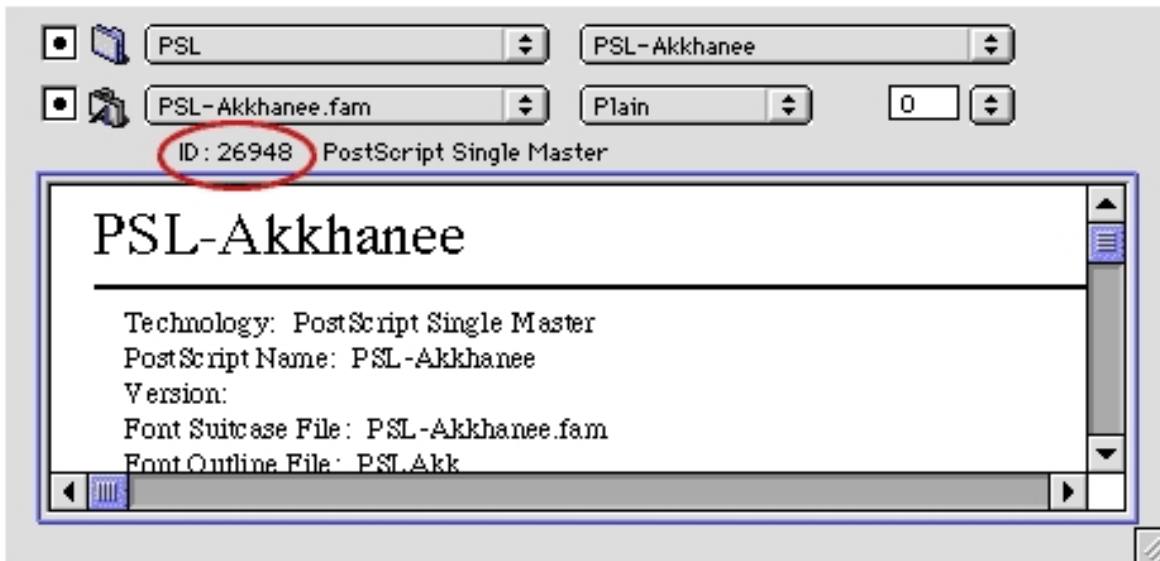 PSL PSL-Akkhanee
PSL-Akkhanee.fam Plain 0
ID : 26948 PostScript Single Master
PSL-Akkhanee
Technology: PostScript Single Master
PostScript Name: PSL-Akkhanee
Version:
Font Suitcase File: PSL-Akkhanee.fam
Font Outline File: PSLAkk